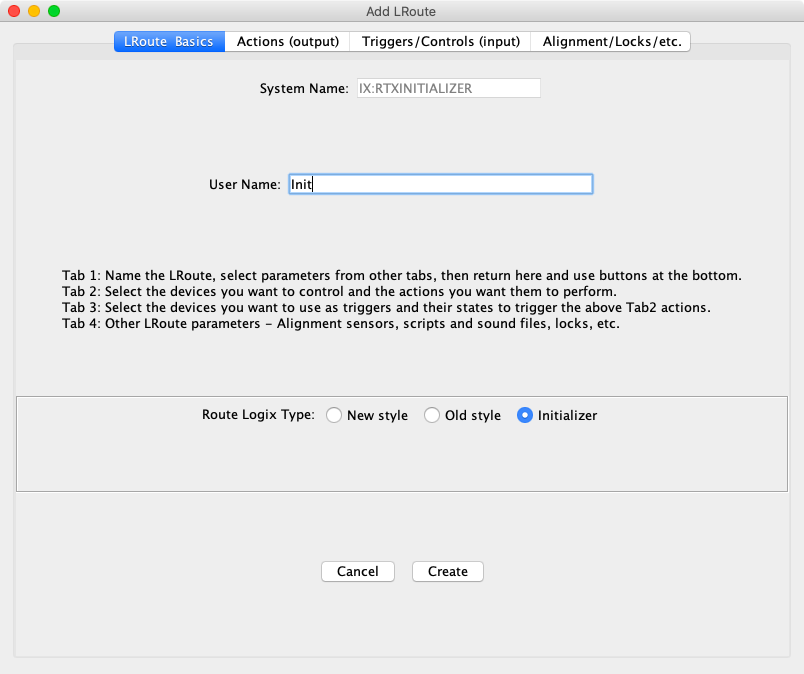 Add LRoute
LRoute Basics Actions (output) Triggers/Controls (input) Alignment/Locks/etc.
System Name: IX:RTXINITIALIZER
User Name: Init
Tab 1: Name the LRoute, select parameters from other tabs, then return here and use buttons at the bottom.
Tab 2: Select the devices you want to control and the actions you want them to perform.
Tab 3: Select the devices you want to use as triggers and their states to trigger the above Tab2 actions.
Tab 4: Other LRoute parameters - Alignment sensors, scripts and sound files, locks, etc.
Route Logix Type: New style Old style Initializer
Cancel Create